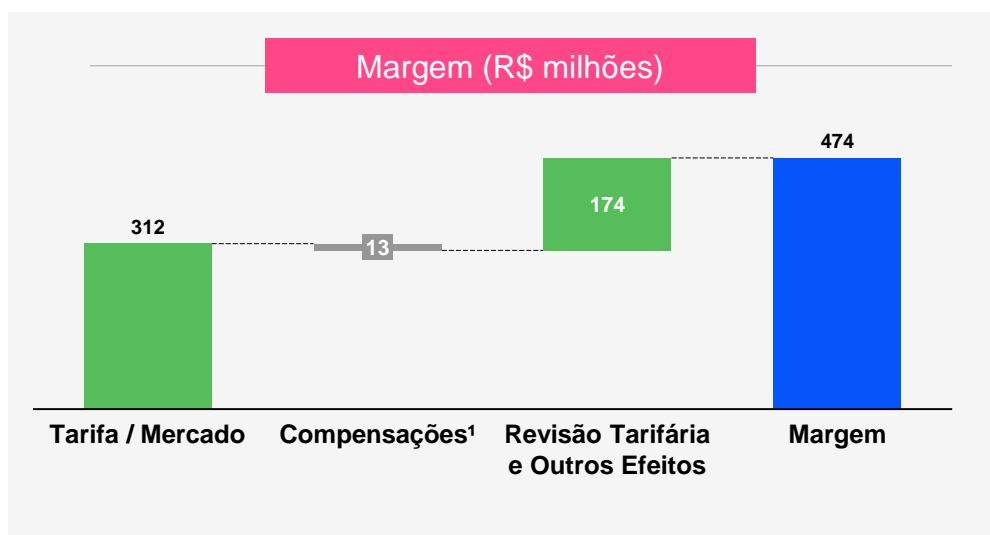 Margem (R$ milhões)
474
174
312
13
Tarifa / Mercado
Compensações¹
Revisão Tarifária
e Outros Efeitos
Margem